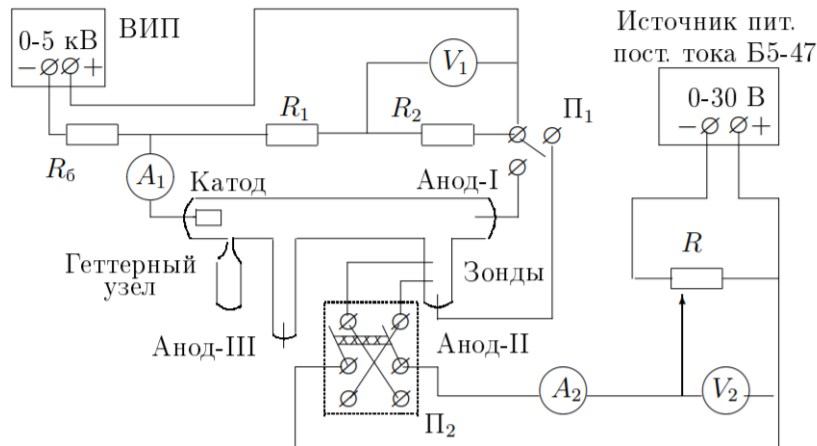 ВИП
0-5 кВ
− +
V₁
Источник пит.
пост. тока Б5-47
0-30 В
− +
R₁
R₂
П₁
Rб
A₁
Катод
Анод-I
R
Геттерный
узел
Зонды
Анод-III
Анод-II
A₂
V₂
П₂